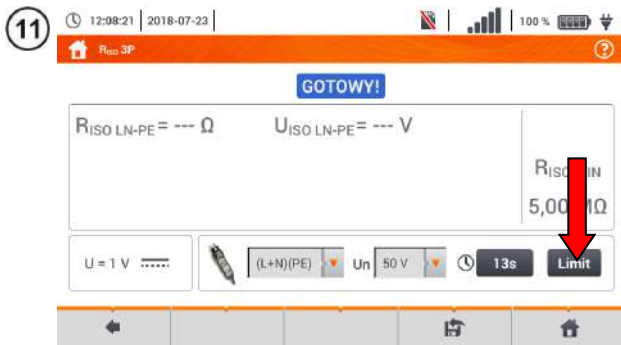 11
12:08:21 2018-07-23 100 %
RISO 3P ?
GOTOWY!
RISO LN-PE= --- Ω UISO LN-PE= --- V
5,00
U = 1 V (L+N)(PE) Un 50 V 13s Limit